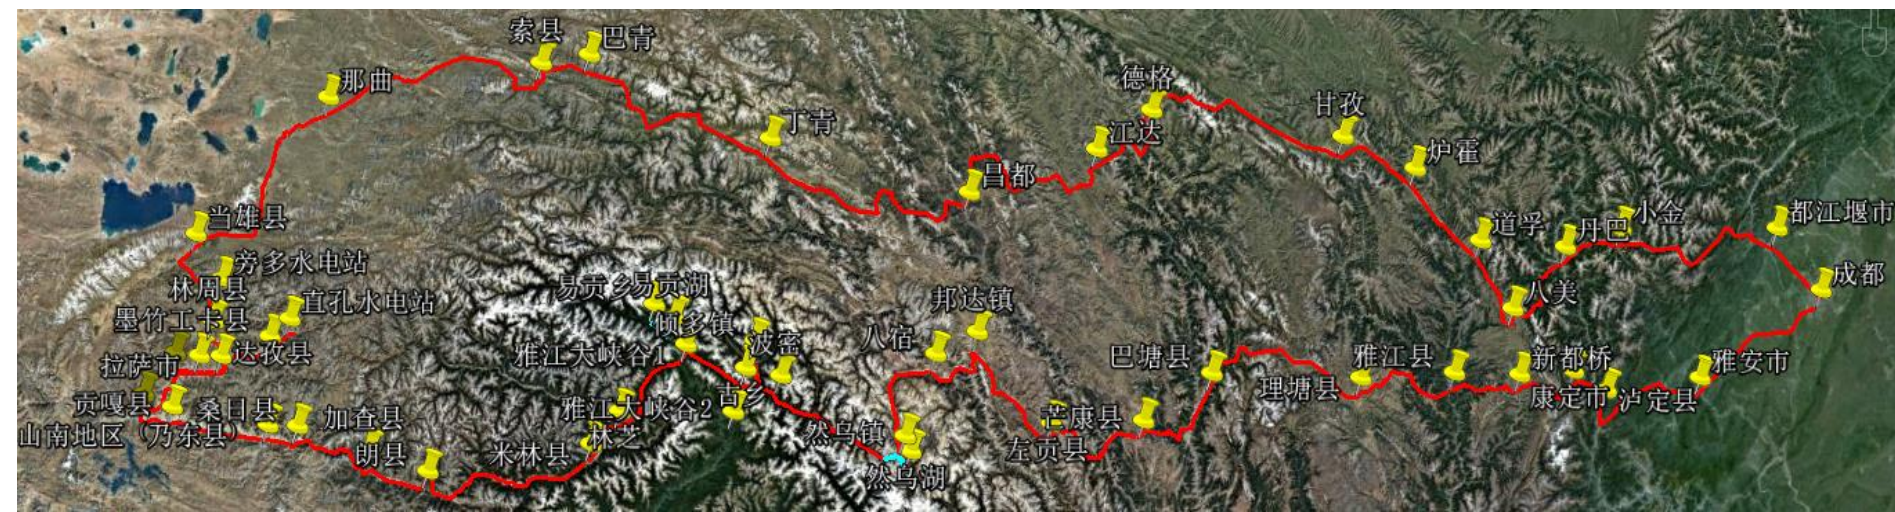 索县
巴青
那曲
德格
甘孜
丁青
江达
炉霍
昌都
当雄县
道孚
丹巴
小金
都江堰市
旁多水电站
林周县
直孔水电站
易贡乡
易贡湖
邦达镇
八美
成都
墨竹工卡县
倾多镇
拉萨市
达孜县
雅江大峡谷1
波密
八宿
巴塘县
雅江县
新都桥
雅安市
理塘县
贡嘎县
桑日县
加查县
雅江大峡谷2
古乡
芒康县
康定市
泸定县
山南地区（乃东县）
朗县
米林县
林芝
然乌镇
左贡县
然乌湖